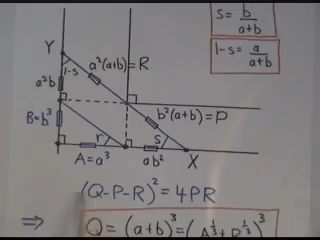 s = b/(a+b)
Y
a²(a+b) = R
1-s = a/(a+b)
1-s
a²b
b²(a+b) = P
B = b³
r
s
X
A = a³
ab²
(Q-P-R)² = 4PR
⇒ Q = (a+b)³ = (A^{1/3}+B^{1/3})³